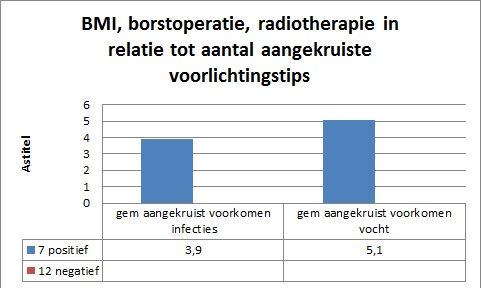 BMI, borstoperatie, radiotherapie in
relatie tot aantal aangekruiste
voorlichtingstips
Astitel
6
5
4
3
2
1
0
gem aangekruist voorkomen
infecties
gem aangekruist voorkomen
vocht
7 positief 3,9 5,1
12 negatief